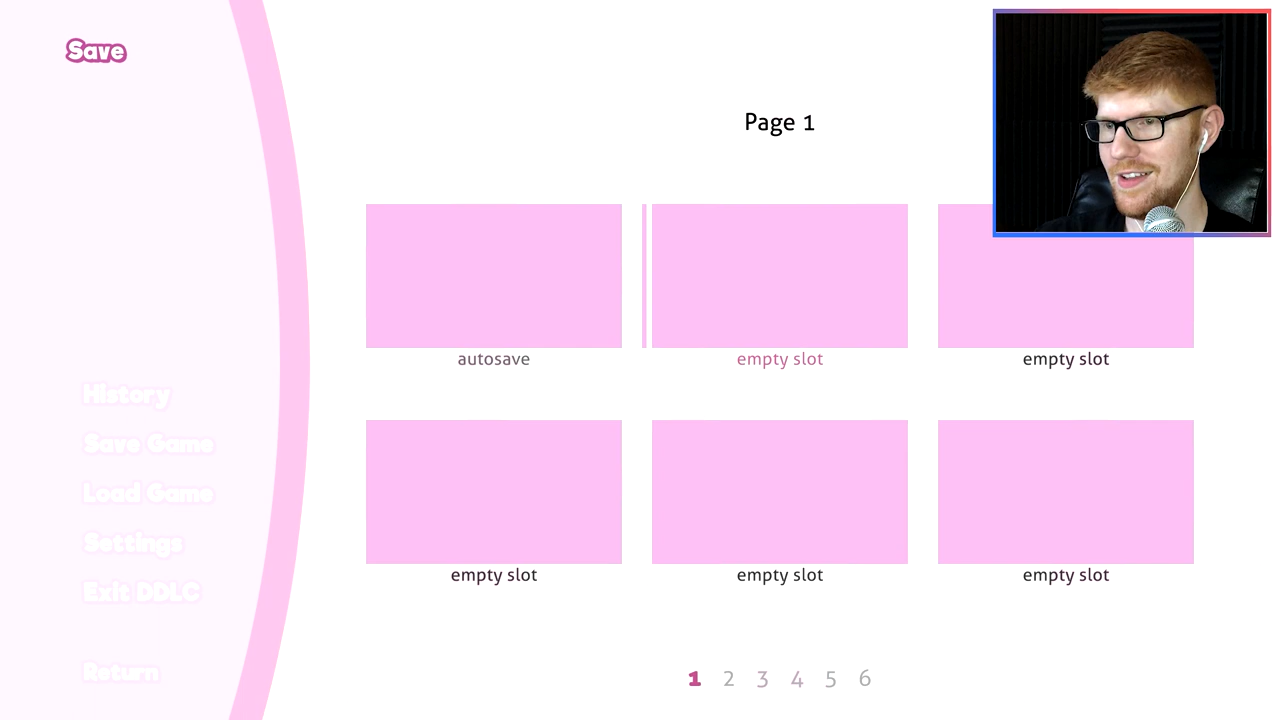 Save
Page 1
autosave
empty slot
empty slot
History
Save Game
Load Game
Settings
Exit DDLC
Return
empty slot
empty slot
empty slot
1 2 3 4 5 6